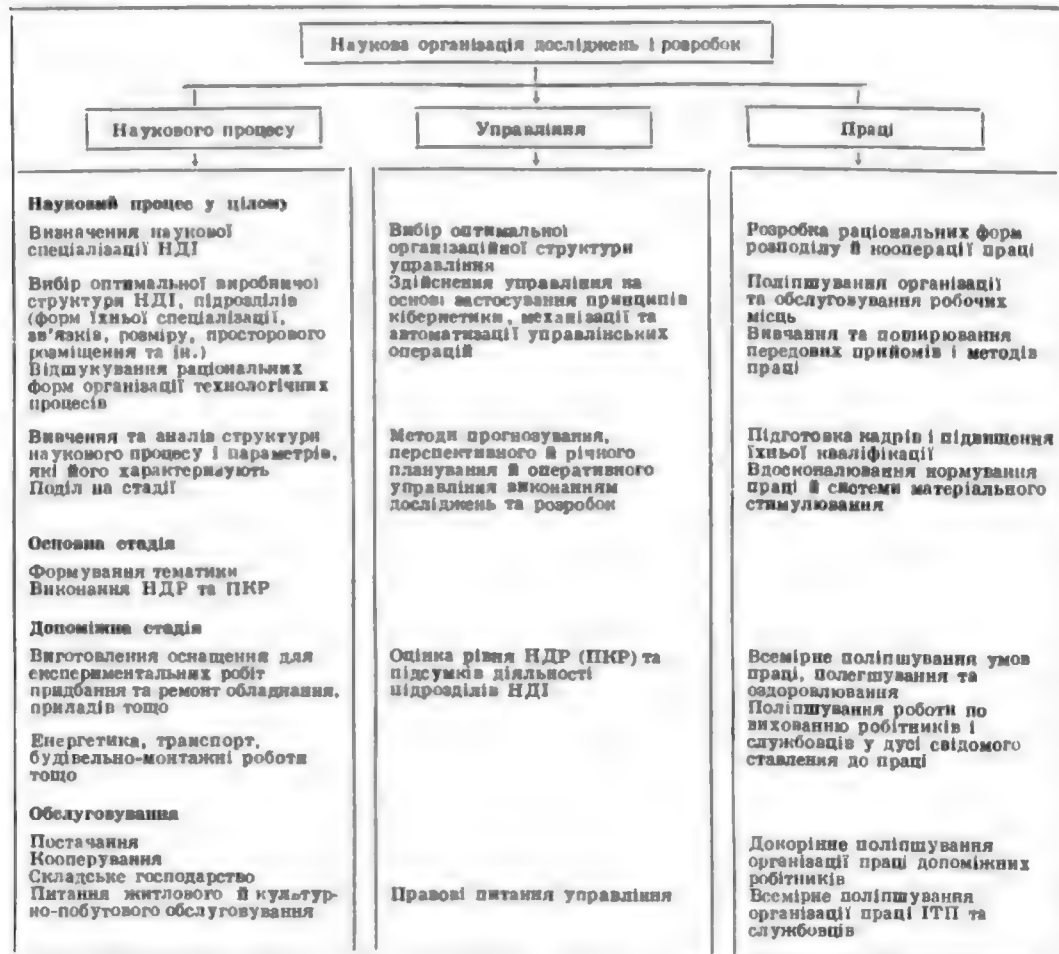 Наукова організація досліджень і розробок
Наукового процесу
Управління
Праці
Науковий процес у цілому
Визначення наукової
спеціалізації НДІ
Вибір оптимальної виробничої
структури НДІ, підрозділів
(форм їхньої спеціалізації,
зв'язків, розміру, просторового
розміщення та ін.)
Відшукування раціональних
форм організації технологічних
процесів
Вивчення та аналіз структури
наукового процесу і параметрів,
які його характеризують
Поділ на стадії
Основна стадія
Формування тематики
Виконання НДР та ПКР
Допоміжна стадія
Виготовлення оснащення для
експериментальних робіт
придбання та ремонт обладнання,
приладів тощо
Енергетика, транспорт,
будівельно-монтажні роботи
тощо
Обслуговування
Постачання
Кооперування
Складське господарство
Питання житлового й культур-
но-побутового обслуговування
Вибір оптимальної
організаційної структури
управління
Здійснення управління на
основі застосування принципів
кібернетики, механізації та
автоматизації управлінських
операцій
Методи прогнозування,
перспективного й річного
планування й оперативного
управління виконанням
досліджень та розробок
Оцінка рівня НДР (ПКР) та
підсумків діяльності
підрозділів НДІ
Правові питання управління
Розробка раціональних форм
розподілу й кооперації праці
Поліпшування організації
та обслуговування робочих
місць
Вивчання та поширювання
передових прийомів і методів
праці
Підготовка кадрів і підвищення
їхньої кваліфікації
Вдосконалювання нормування
праці й системи матеріального
стимулювання
Всемірне поліпшування умов
праці, полегшування та
оздоровлювання
Поліпшування роботи по
вихованню робітників і
службовців у дусі свідомого
ставлення до праці
Докорінне поліпшування
організації праці допоміжних
робітників
Всемірне поліпшування
організації праці ІТП та
службовців